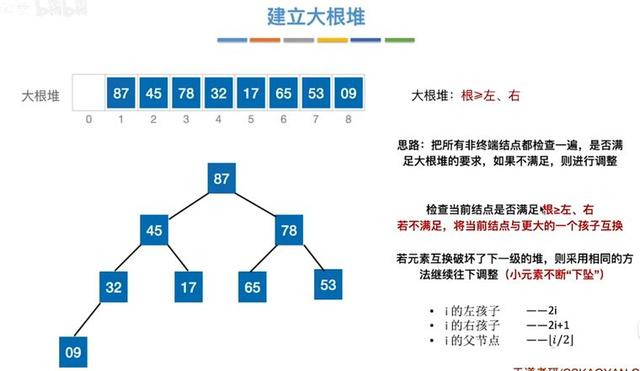 建立大根堆
大根堆
87 45 78 32 17 65 53 09
0 1 2 3 4 5 6 7 8
大根堆：根≥左、右
思路：把所有非终端结点都检查一遍，是否满
足大根堆的要求，如果不满足，则进行调整
87
45 78
检查当前结点是否满足根≥左、右
若不满足，将当前结点与更大的一个孩子互换
32 17 65 53
若元素互换破坏了下一级的堆，则采用相同的方
法继续往下调整（小元素不断“下坠”）
• i 的左孩子 ——2i
• i 的右孩子 ——2i+1
• i 的父节点 ——⌊i/2⌋
09